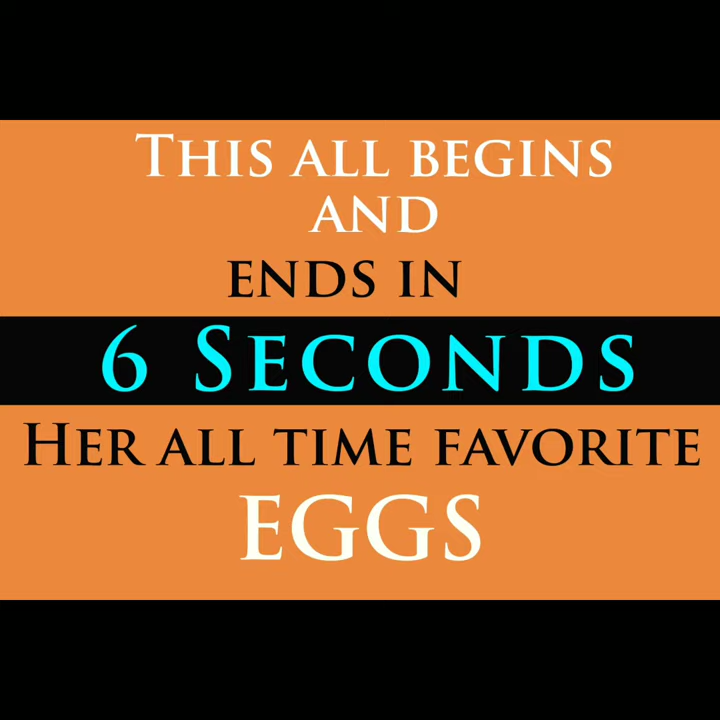 This all begins
and
ends in
6 Seconds
Her all time favorite
eggs